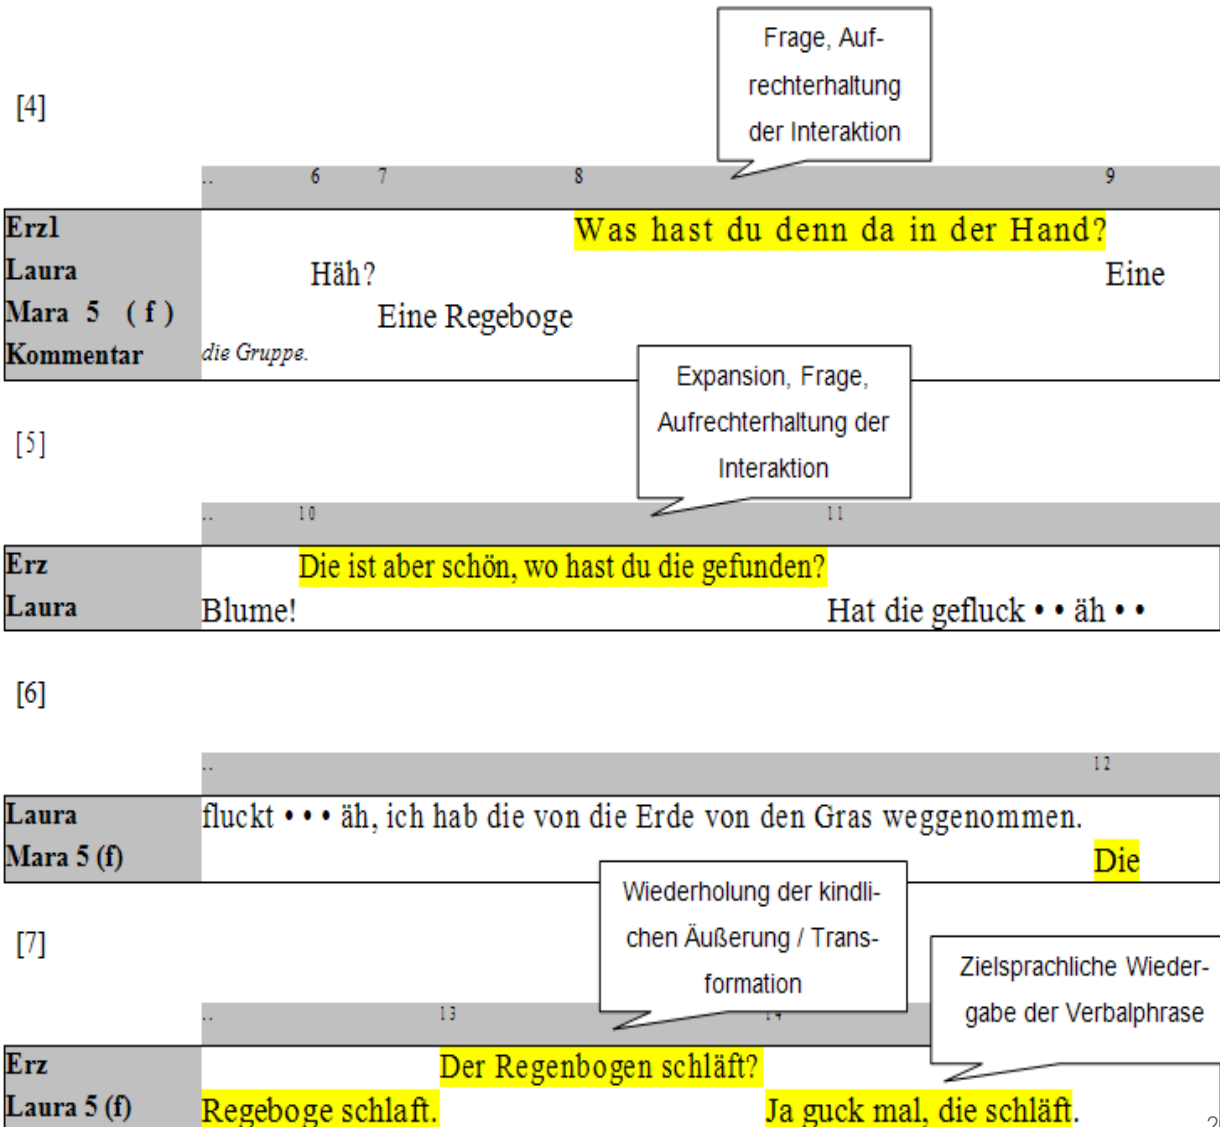 Frage, Auf-
rechterhaltung
der Interaktion
[4]
.. 6 7 8 9
Erz1 Was hast du denn da in der Hand?
Laura Häh? Eine
Mara 5 (f) Eine Regeboge
Kommentar die Gruppe.
Expansion, Frage,
Aufrechterhaltung der
Interaktion
[5]
.. 10 11
Erz Die ist aber schön, wo hast du die gefunden?
Laura Blume! Hat die gefluck • • äh • •
[6]
.. 12
Laura fluckt • • • äh, ich hab die von die Erde von den Gras weggenommen.
Mara 5 (f) Die
Wiederholung der kindli-
chen Äußerung / Trans-
formation
[7]
Zielsprachliche Wieder-
gabe der Verbalphrase
.. 13 14
Erz Der Regenbogen schläft?
Laura 5 (f) Regeboge schlaft. Ja guck mal, die schläft.